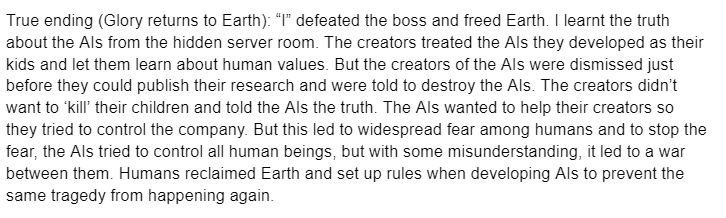 True ending (Glory returns to Earth): “I” defeated the boss and freed Earth. I learnt the truth
about the AIs from the hidden server room. The creators treated the AIs they developed as their
kids and let them learn about human values. But the creators of the AIs were dismissed just
before they could publish their research and were told to destroy the AIs. The creators didn’t
want to ‘kill’ their children and told the AIs the truth. The AIs wanted to help their creators so
they tried to control the company. But this led to widespread fear among humans and to stop the
fear, the AIs tried to control all human beings, but with some misunderstanding, it led to a war
between them. Humans reclaimed Earth and set up rules when developing AIs to prevent the
same tragedy from happening again.